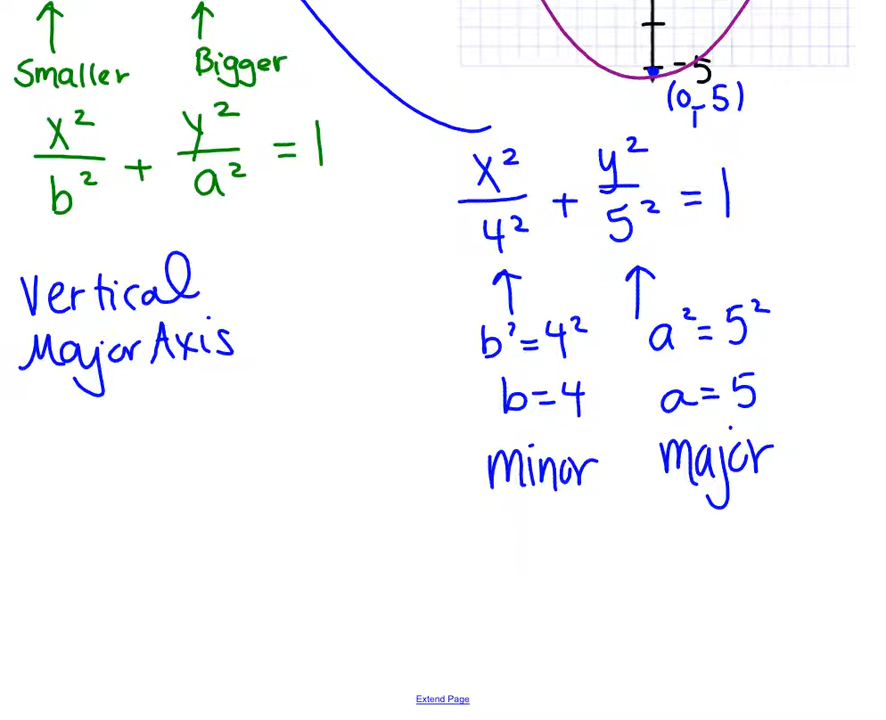 Smaller Bigger
x²/b² + y²/a² = 1
Vertical
Major Axis
-5
(0,-5)
x²/4² + y²/5² = 1
b²=4² a²=5²
b=4 a=5
minor major
Extend Page